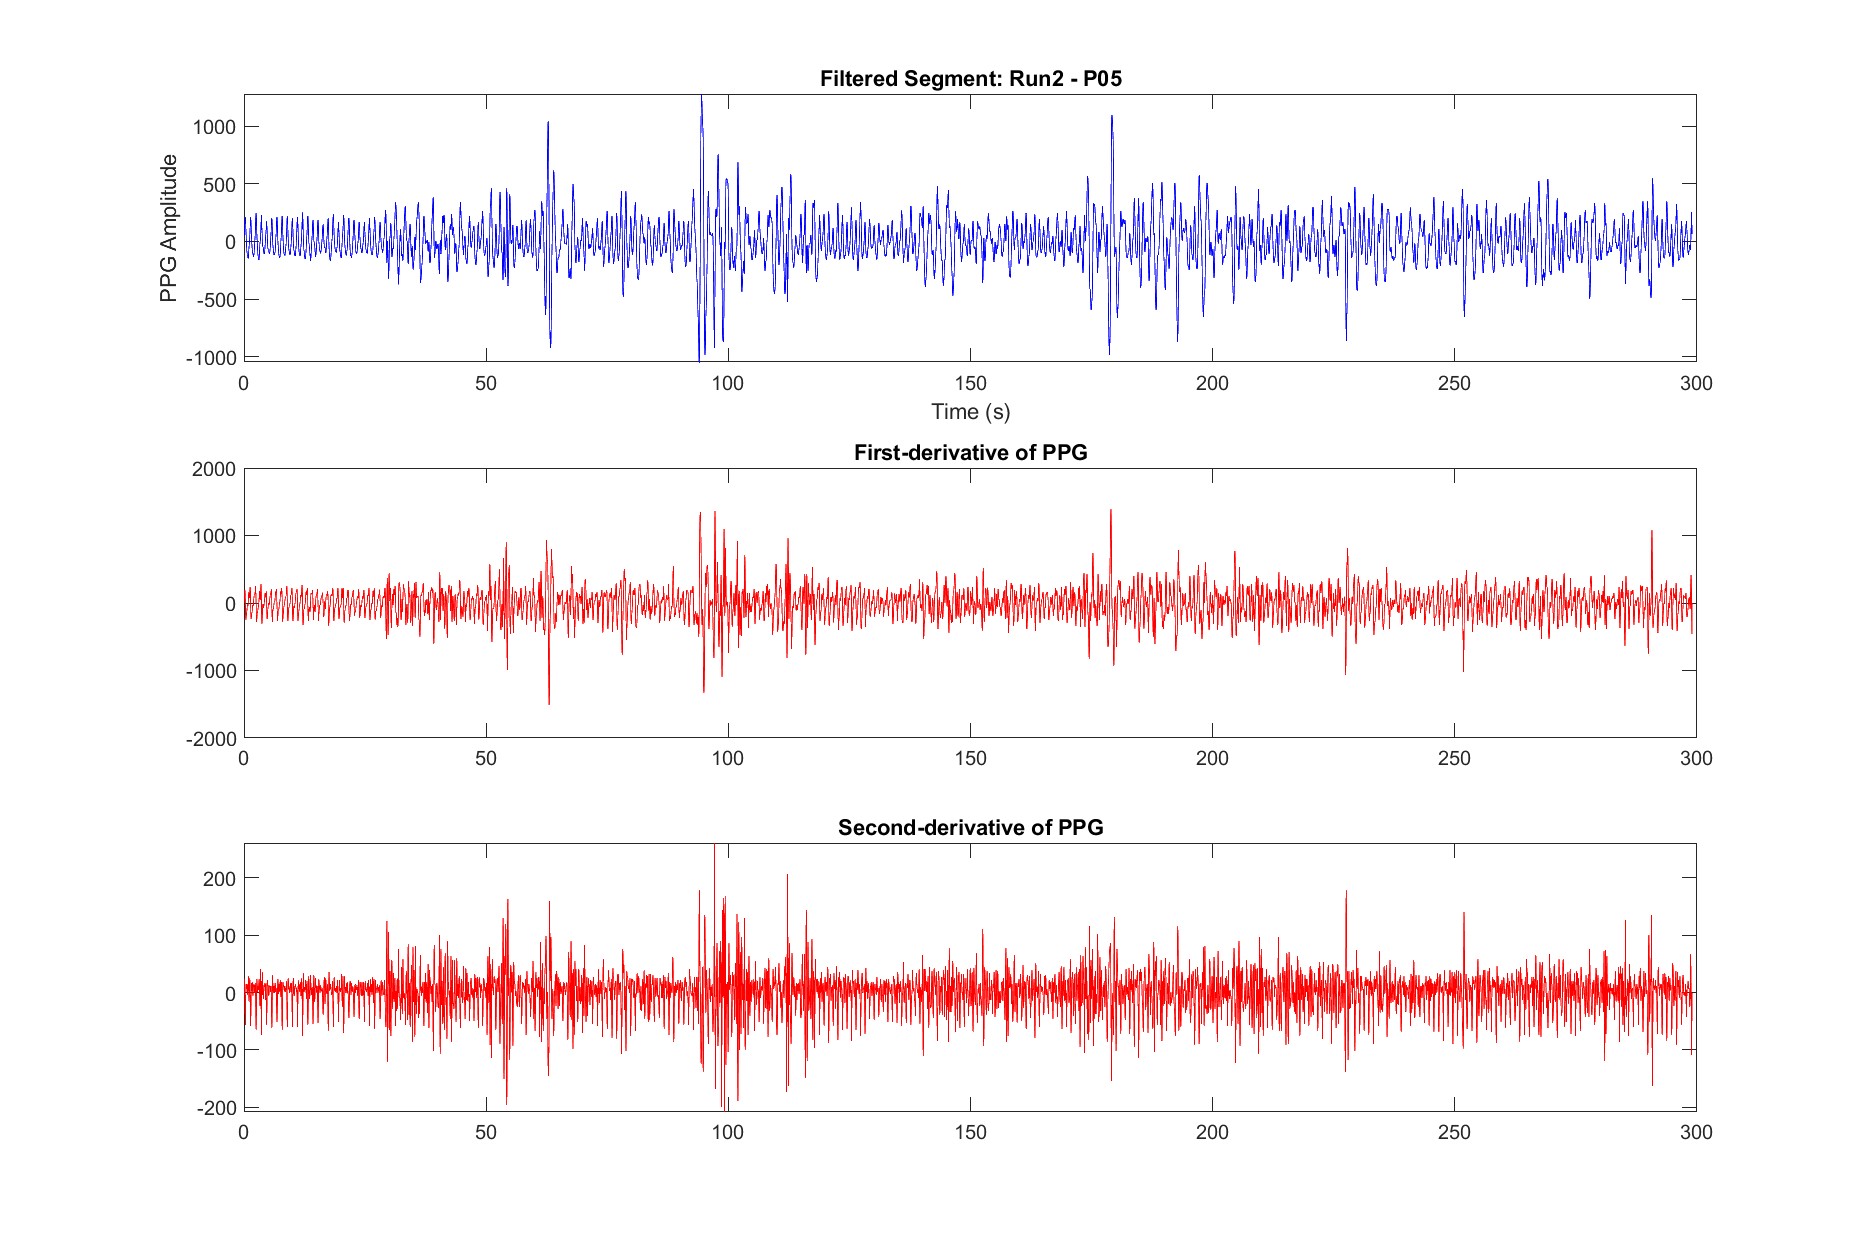 Filtered Segment: Run2 - P05
PPG Amplitude
1000
500
0
-500
-1000
0 50 100 150 200 250 300
Time (s)
First-derivative of PPG
2000
1000
0
-1000
-2000
0 50 100 150 200 250 300
Second-derivative of PPG
200
100
0
-100
-200
0 50 100 150 200 250 300